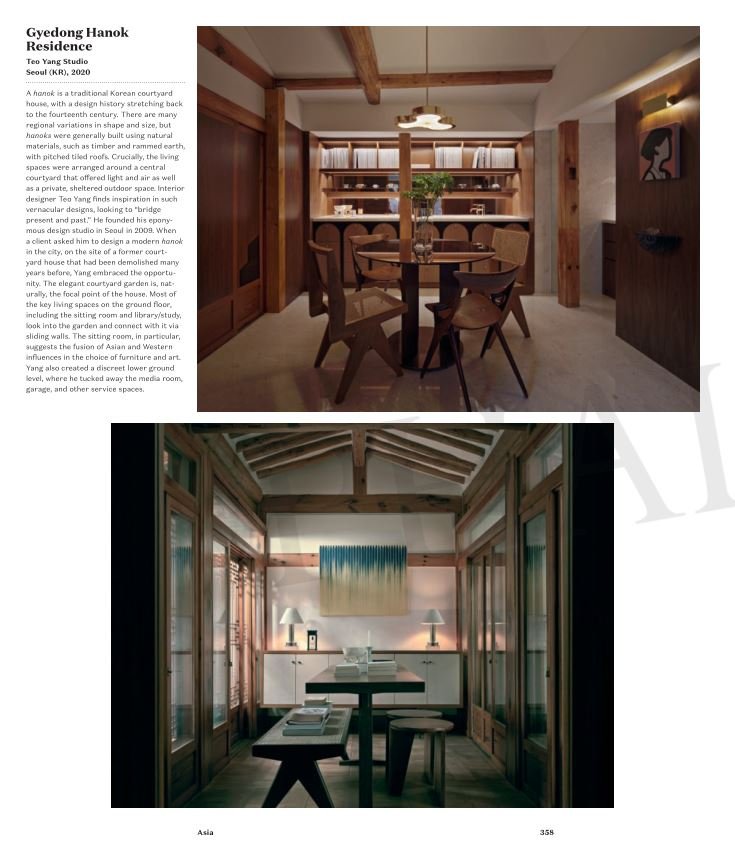 Gyedong Hanok
Residence
Teo Yang Studio
Seoul (KR), 2020
A hanok is a traditional Korean courtyard
house, with a design history stretching back
to the fourteenth century. There are many
regional variations in shape and size, but
hanoks were generally built using natural
materials, such as timber and rammed earth,
with pitched tiled roofs. Crucially, the living
spaces were arranged around a central
courtyard that offered light and air as well
as a private, sheltered outdoor space. Interior
designer Teo Yang finds inspiration in such
vernacular designs, looking to “bridge
present and past.” He founded his epony-
mous design studio in Seoul in 2009. When
a client asked him to design a modern hanok
in the city, on the site of a former court-
yard house that had been demolished many
years before, Yang embraced the opportu-
nity. The elegant courtyard garden is, nat-
urally, the focal point of the house. Most of
the key living spaces on the ground floor,
including the sitting room and library/study,
look into the garden and connect with it via
sliding walls. The sitting room, in particular,
suggests the fusion of Asian and Western
influences in the choice of furniture and art.
Yang also created a discreet lower ground
level, where he tucked away the media room,
garage, and other service spaces.
Asia
358